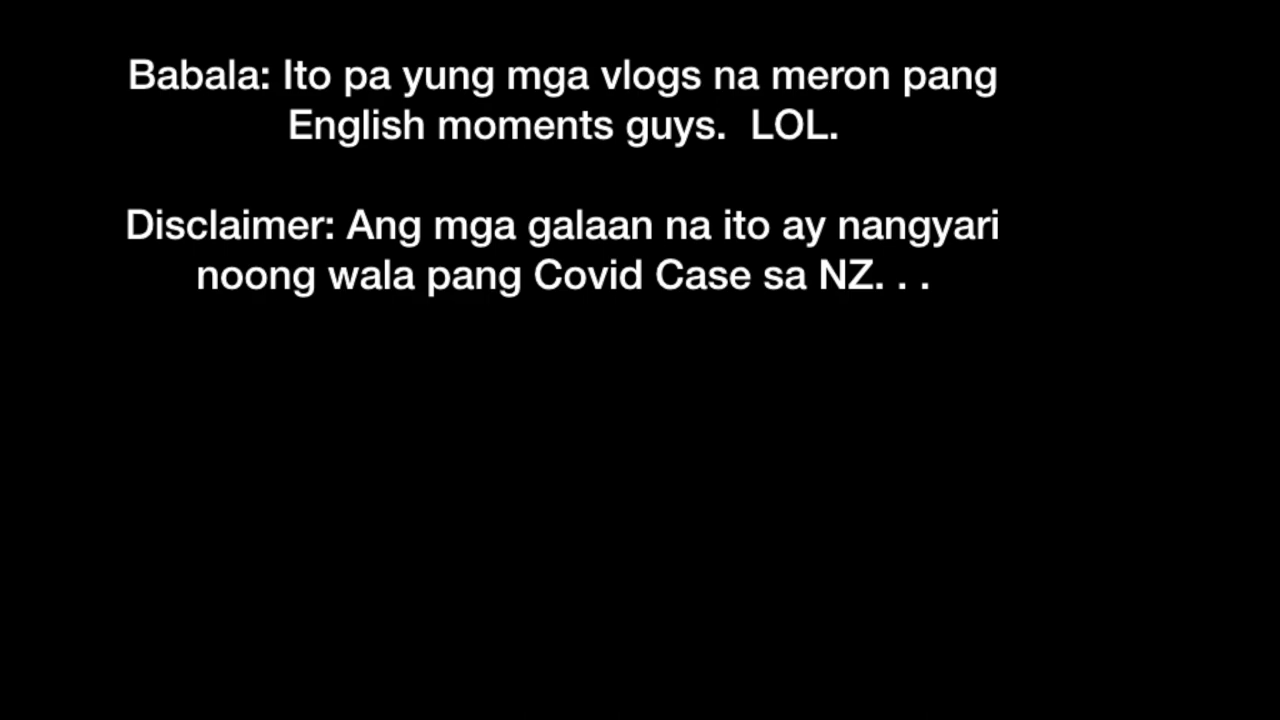 Babala: Ito pa yung mga vlogs na meron pang
English moments guys.  LOL.
Disclaimer: Ang mga galaan na ito ay nangyari
noong wala pang Covid Case sa NZ. . .